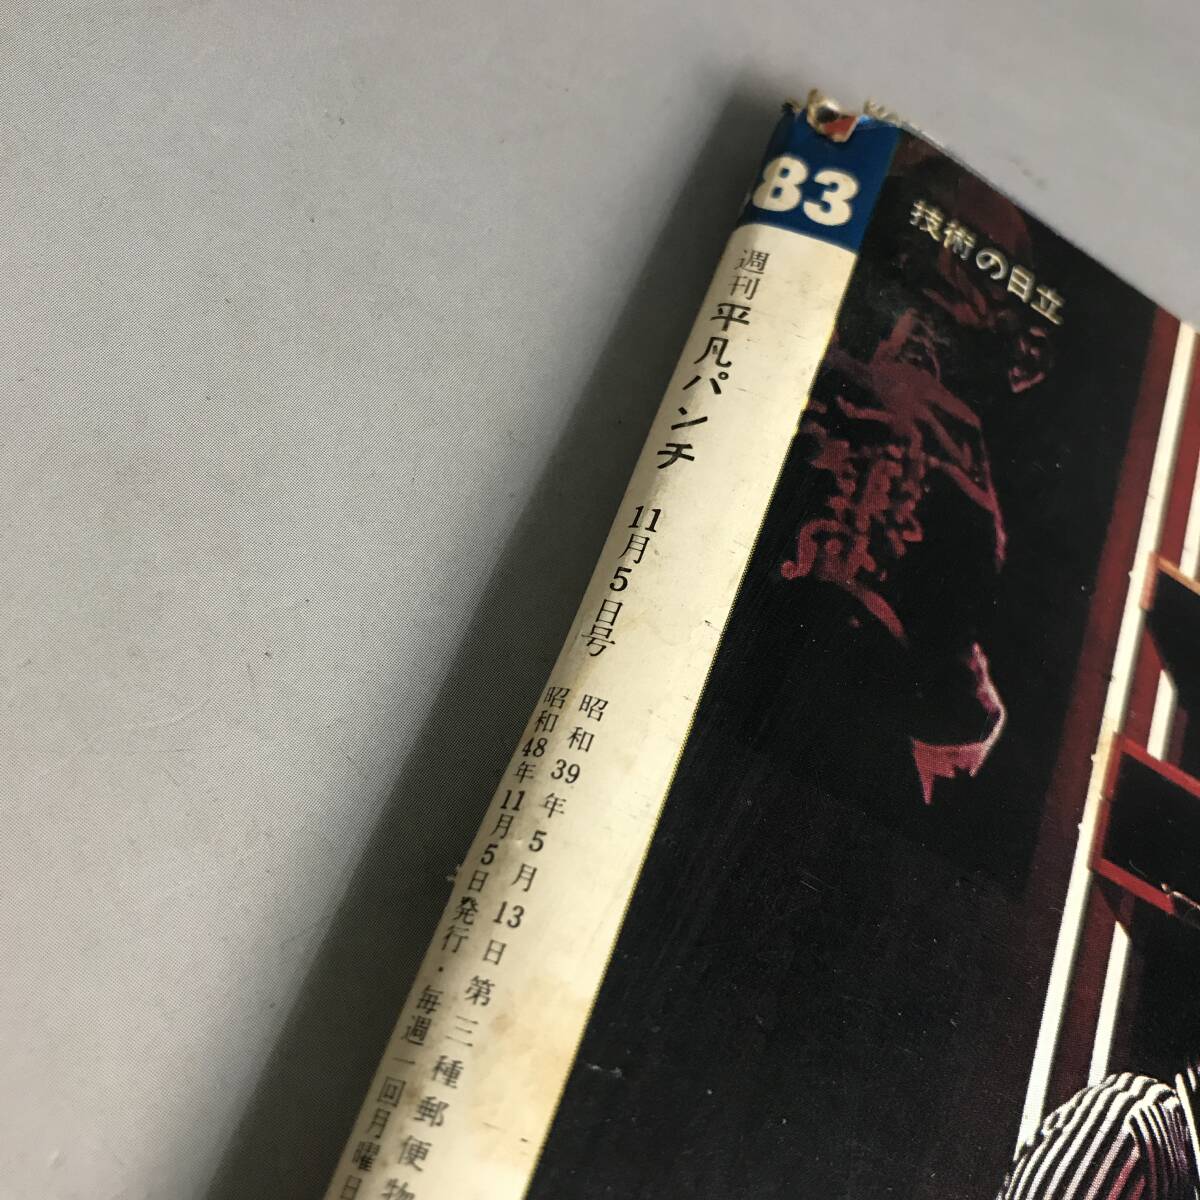 83
週刊 平凡パンチ 11月5日号
昭和39年5月13日第三種郵便物
昭和48年11月5日発行・毎週一回月曜日
技術の日立